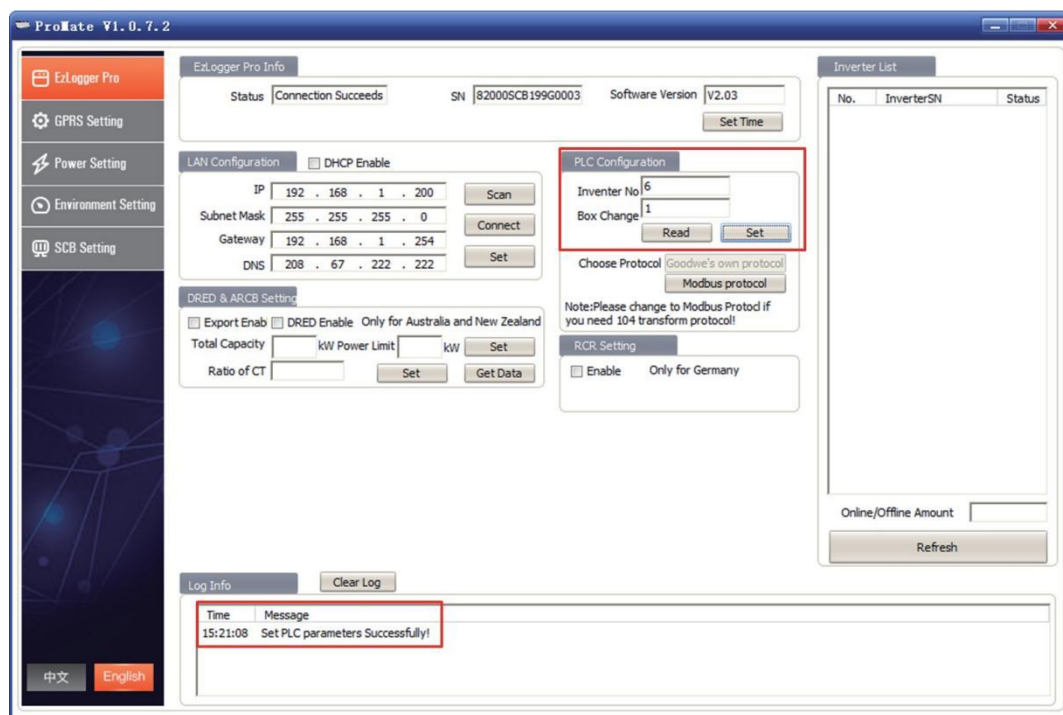 ProMate V1.0.7.2
EzLogger Pro
GPRS Setting
Power Setting
Environment Setting
SCB Setting
中文
English
EzLogger Pro Info
Status Connection Succeeds SN 82000SCB199G0003 Software Version V2.03
Set Time
LAN Configuration DHCP Enable
IP 192 . 168 . 1 . 200 Scan
Subnet Mask 255 . 255 . 255 . 0 Connect
Gateway 192 . 168 . 1 . 254
DNS 208 . 67 . 222 . 222 Set
DRED & ARCB Setting
Export Enab DRED Enable Only for Australia and New Zealand
Total Capacity kW Power Limit kW Set
Ratio of CT Set Get Data
PLC Configuration
Inventer No 6
Box Change 1
Read Set
Choose Protocol Goodwe's own protocol
Modbus protocol
Note:Please change to Modbus Protocl if
you need 104 transform protocol!
RCR Setting
Enable Only for Germany
Inverter List
No. InverterSN Status
Online/Offline Amount
Refresh
Log Info Clear Log
Time Message
15:21:08 Set PLC parameters Successfully!